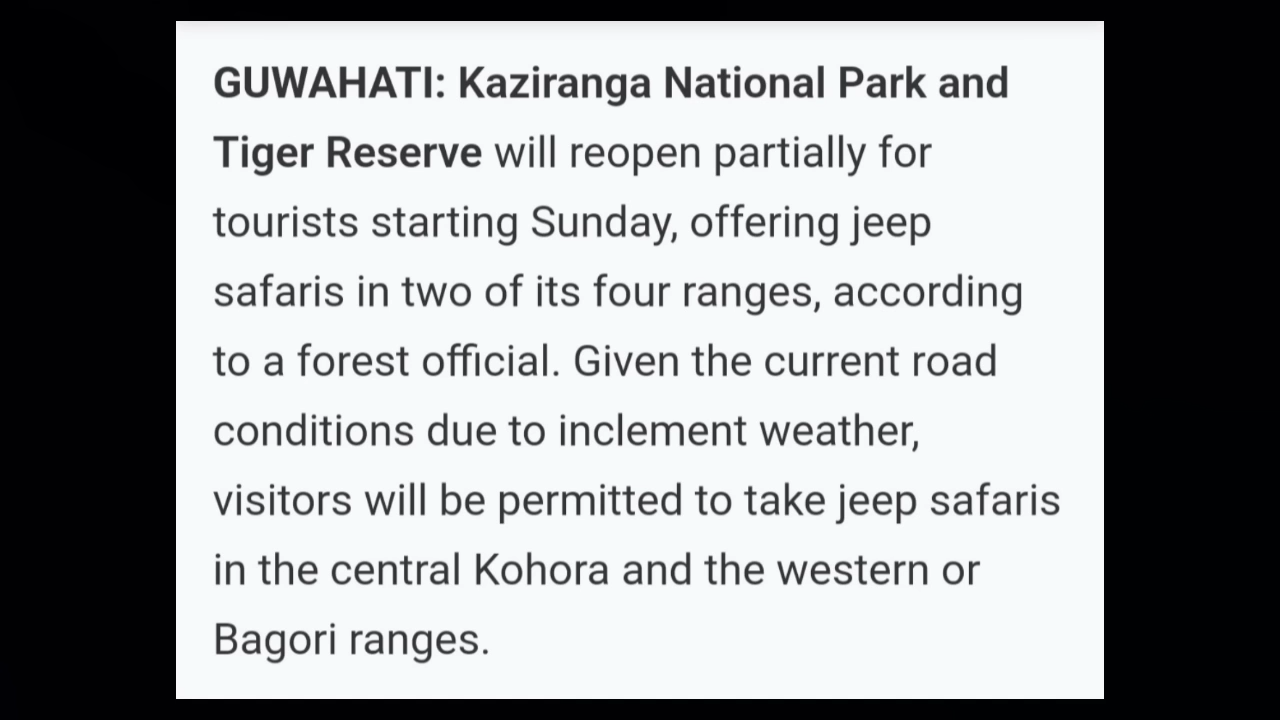 GUWAHATI: Kaziranga National Park and
Tiger Reserve will reopen partially for
tourists starting Sunday, offering jeep
safaris in two of its four ranges, according
to a forest official. Given the current road
conditions due to inclement weather,
visitors will be permitted to take jeep safaris
in the central Kohora and the western or
Bagori ranges.